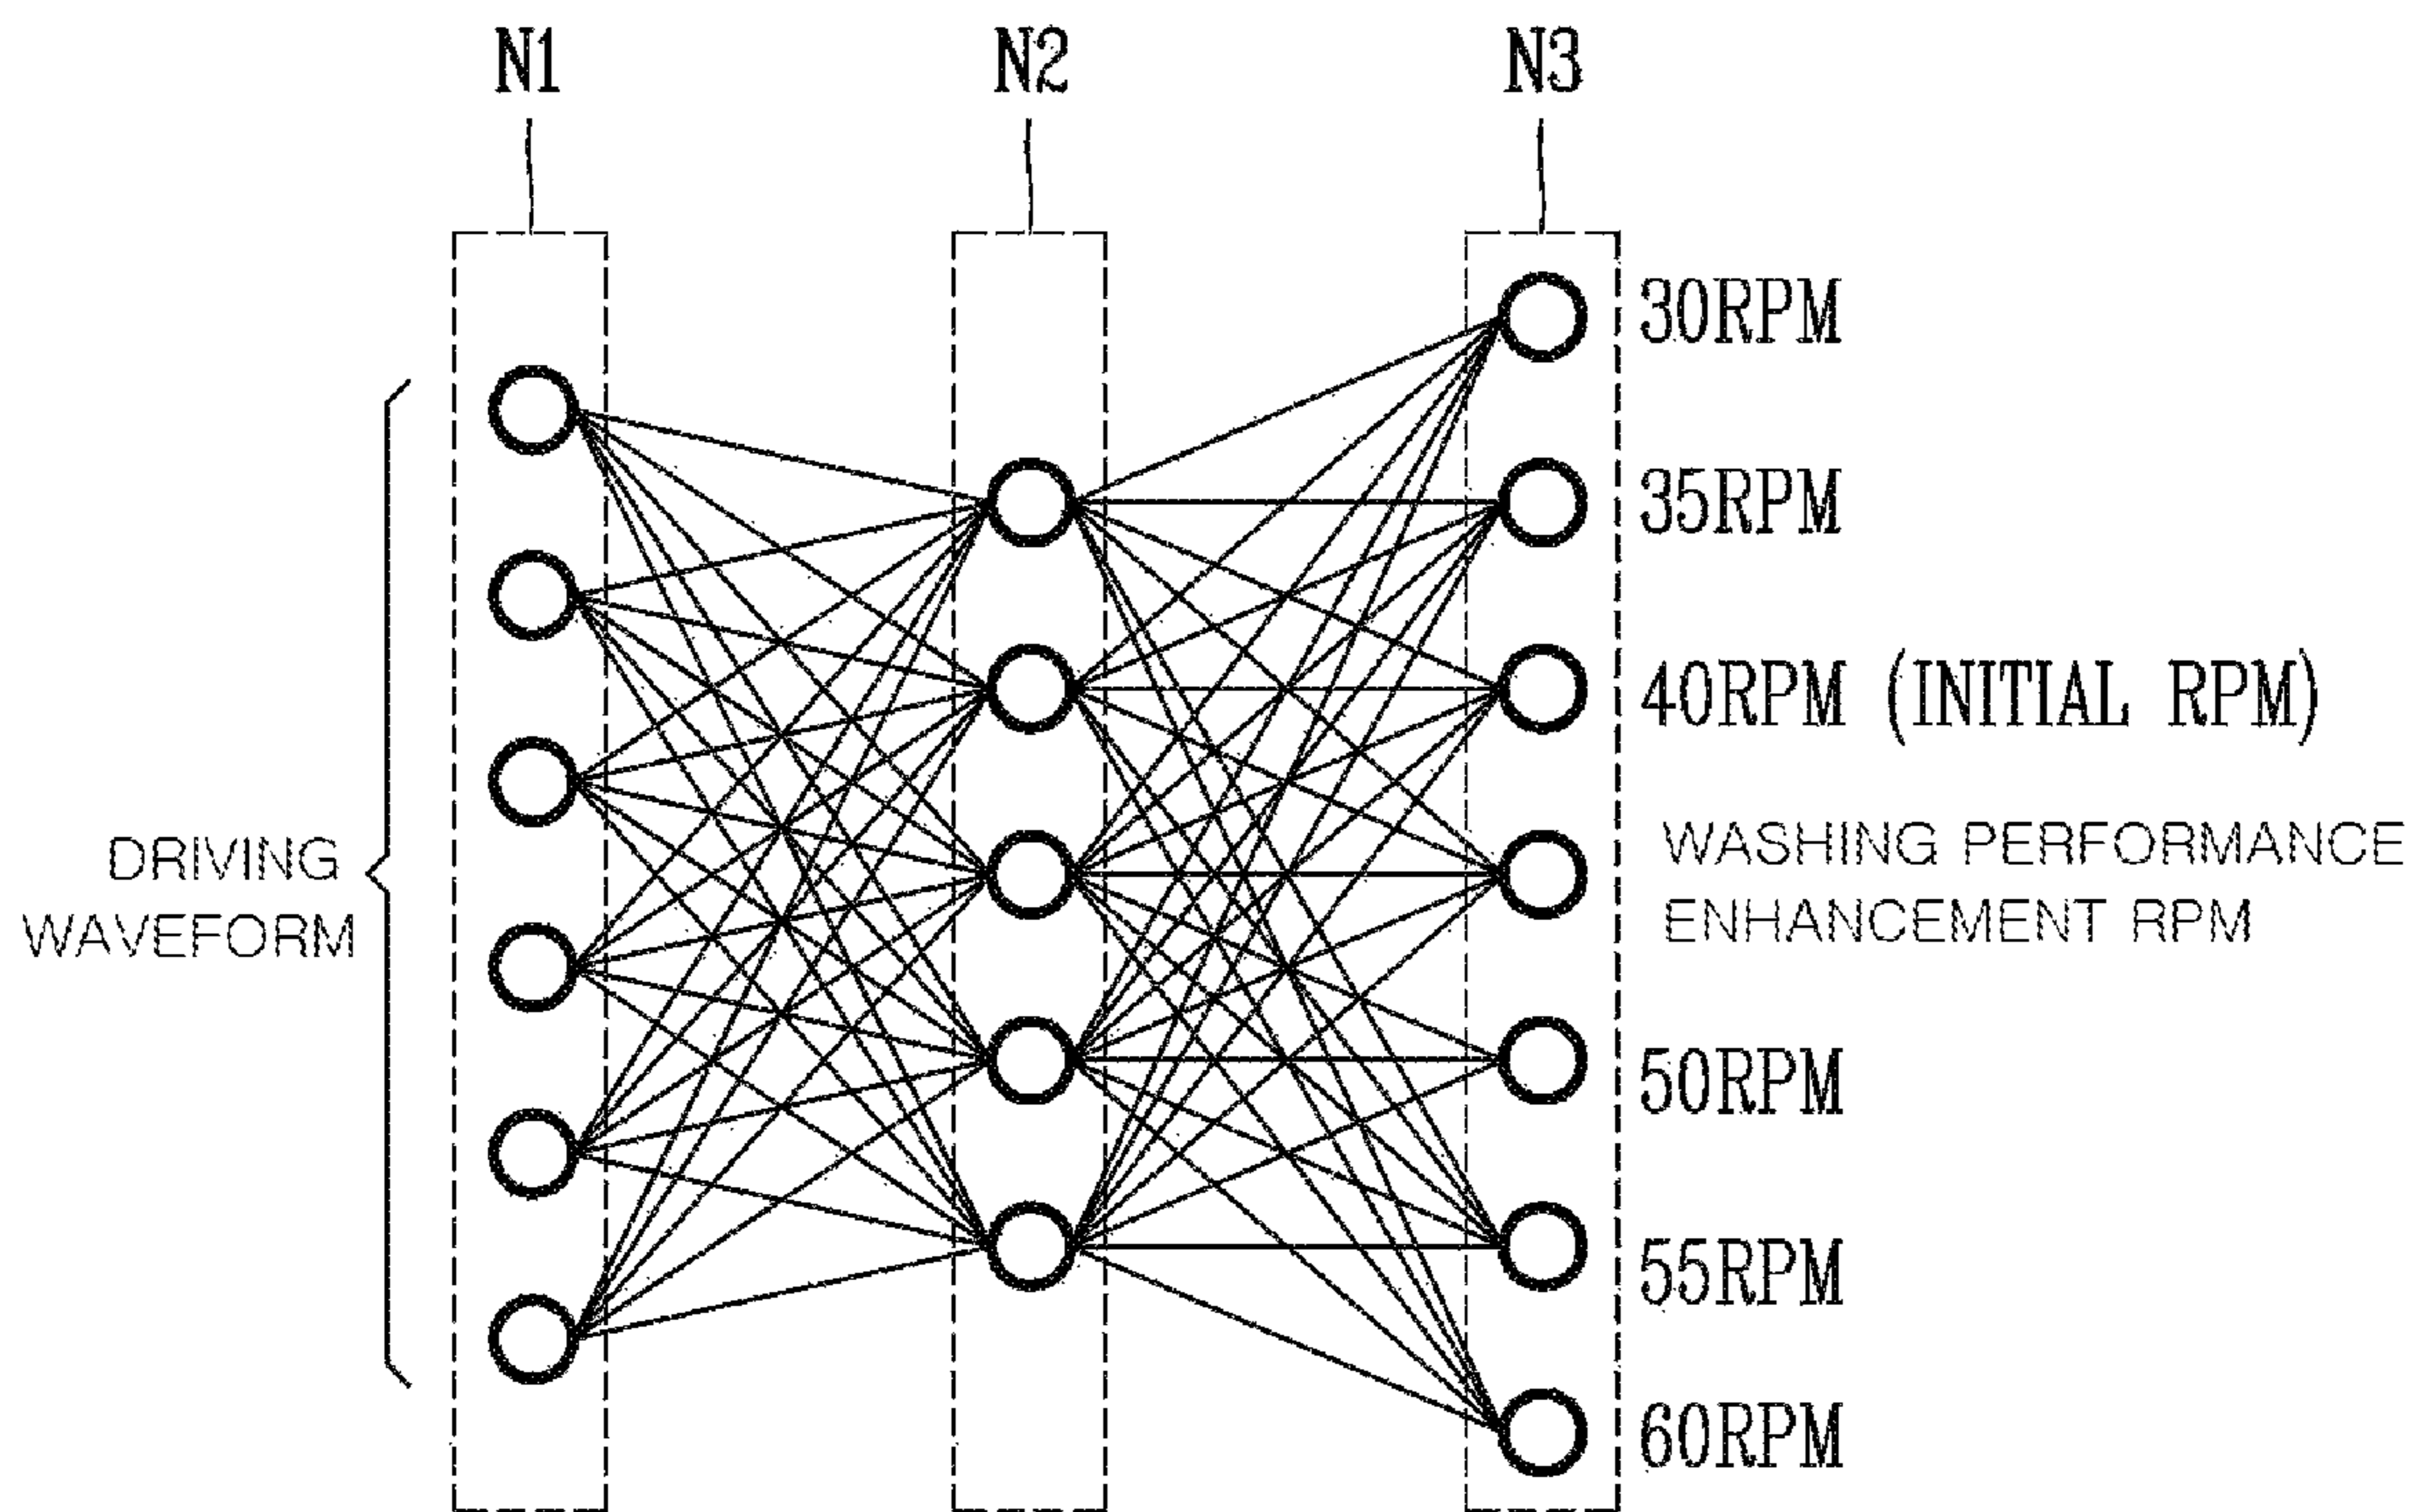 N1
N2
N3
30RPM
35RPM
40RPM (INITIAL RPM)
DRIVING
WAVEFORM
WASHING PERFORMANCE
ENHANCEMENT RPM
50RPM
55RPM
60RPM